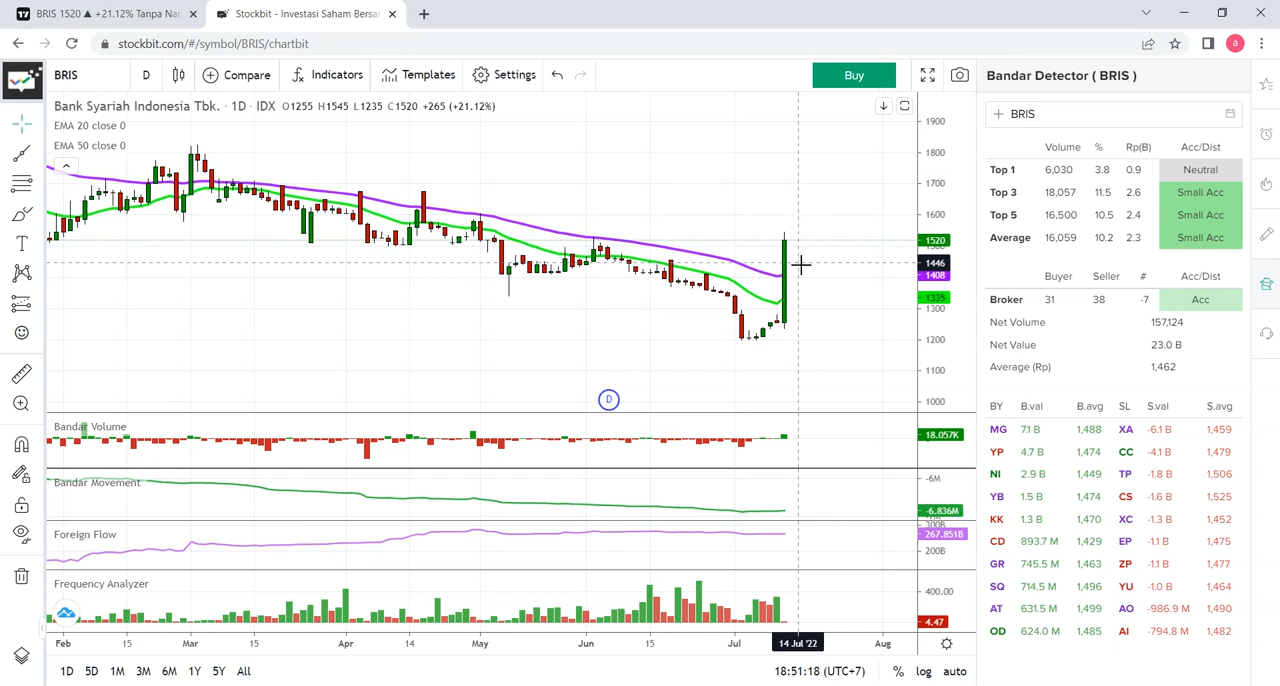 BRIS 1520 ▲ +21.12% Tanpa Nan
Stockbit - Investasi Saham Bersa
stockbit.com/#/symbol/BRIS/chartbit
a
BRIS D Compare Indicators Templates Settings Buy
Bank Syariah Indonesia Tbk. · 1D · IDX O1255 H1545 L1235 C1520 +265 (+21.12%)
EMA 20 close 0
EMA 50 close 0
1900
1800
1700
1600
1520
1446
1408
1335
1300
1200
1100
1000
D
Bandar Volume
18.057K
Bandar Movement
-6M
-6.836M
Foreign Flow
300B
267.851B
200B
Frequency Analyzer
400.00
4.47
Feb 15 Mar 15 Apr 14 May Jun 15 Jul 14 Jul '22 Aug
1D 5D 1M 3M 6M 1Y 5Y All 18:51:18 (UTC+7) % log auto
Bandar Detector ( BRIS )
BRIS
Volume % Rp(B) Acc/Dist
Top 1 6,030 3.8 0.9 Neutral
Top 3 18,057 11.5 2.6 Small Acc
Top 5 16,500 10.5 2.4 Small Acc
Average 16,059 10.2 2.3 Small Acc
Buyer Seller # Acc/Dist
Broker 31 38 -7 Acc
Net Volume 157,124
Net Value 23.0 B
Average (Rp) 1,462
BY B.val B.avg SL S.val S.avg
MG 7.1 B 1,488 XA -6.1 B 1,459
YP 4.7 B 1,474 CC -4.1 B 1,479
NI 2.9 B 1,449 TP -1.8 B 1,506
YB 1.5 B 1,474 CS -1.6 B 1,525
KK 1.3 B 1,470 XC -1.3 B 1,452
CD 893.7 M 1,429 EP -1.1 B 1,475
GR 745.5 M 1,463 ZP -1.1 B 1,477
SQ 714.5 M 1,496 YU -1.0 B 1,464
AT 631.5 M 1,499 AO -986.9 M 1,490
OD 624.0 M 1,485 AI -794.8 M 1,482